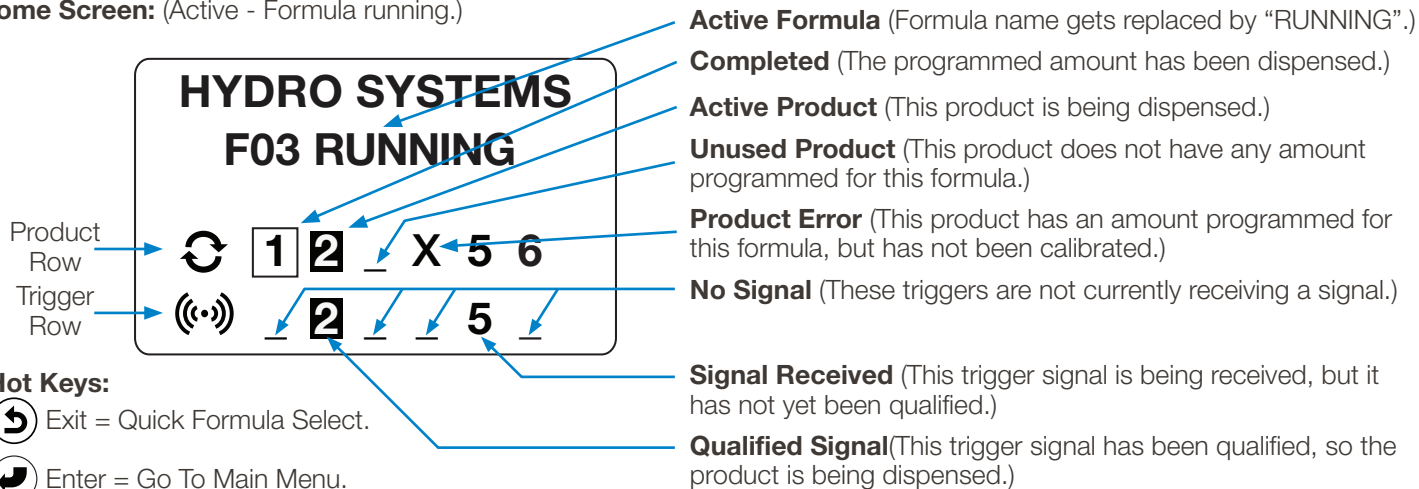 ome Screen: (Active - Formula running.)
HYDRO SYSTEMS
F03 RUNNING
Product
Row
1 2 _ X 5 6
Trigger
Row
_ 2 _ _ 5 _
ot Keys:
Exit = Quick Formula Select.
Enter = Go To Main Menu.
Active Formula (Formula name gets replaced by “RUNNING”.)
Completed (The programmed amount has been dispensed.)
Active Product (This product is being dispensed.)
Unused Product (This product does not have any amount
programmed for this formula.)
Product Error (This product has an amount programmed for
this formula, but has not been calibrated.)
No Signal (These triggers are not currently receiving a signal.)
Signal Received (This trigger signal is being received, but it
has not yet been qualified.)
Qualified Signal(This trigger signal has been qualified, so the
product is being dispensed.)